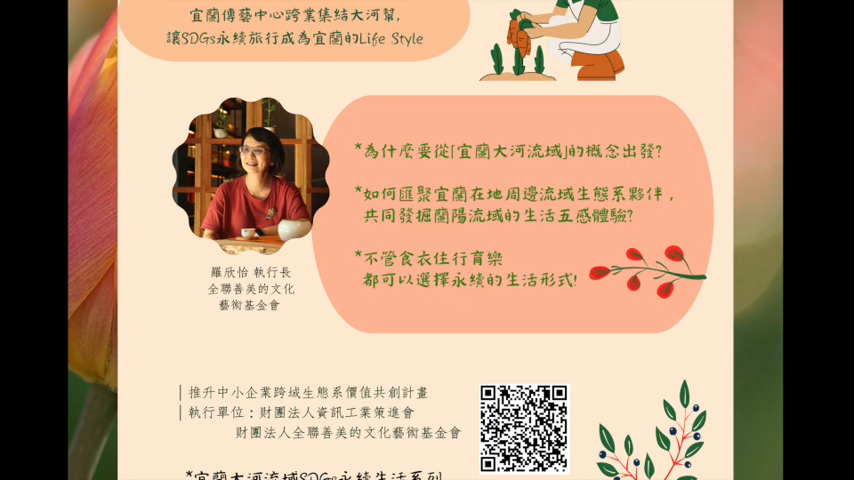 宜蘭傳藝中心跨業集結大河幫,
讓SDGs永續旅行成為宜蘭的Life Style
*為什麼要從「宜蘭大河流域」的概念出發?
*如何匯聚宜蘭在地周邊流域生態系夥伴,
共同發掘蘭陽流域的生活五感體驗?
*不管食衣住行育樂
都可以選擇永續的生活形式!
羅欣怡 執行長
全聯善美的文化
藝術基金會
│推升中小企業跨域生態系價值共創計畫
│執行單位:財團法人資訊工業策進會
財團法人全聯善美的文化藝術基金會
*宜蘭大河流域SDGs永續生活系列